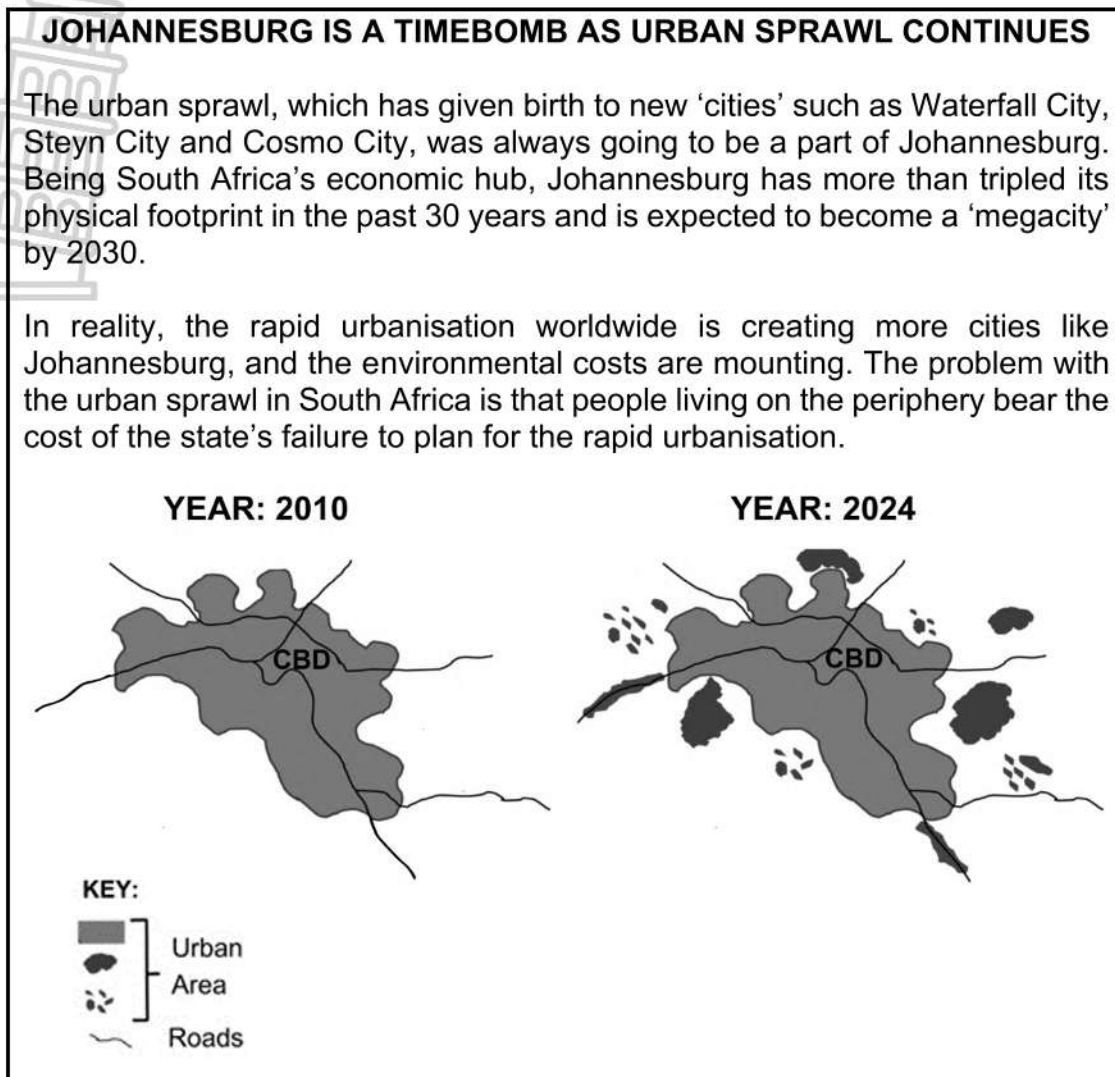 JOHANNESBURG IS A TIMEBOMB AS URBAN SPRAWL CONTINUES
The urban sprawl, which has given birth to new ‘cities’ such as Waterfall City,
Steyn City and Cosmo City, was always going to be a part of Johannesburg.
Being South Africa’s economic hub, Johannesburg has more than tripled its
physical footprint in the past 30 years and is expected to become a ‘megacity’
by 2030.
In reality, the rapid urbanisation worldwide is creating more cities like
Johannesburg, and the environmental costs are mounting. The problem with
the urban sprawl in South Africa is that people living on the periphery bear the
cost of the state’s failure to plan for the rapid urbanisation.
YEAR: 2010
YEAR: 2024
CBD
CBD
KEY:
Urban
Area
Roads